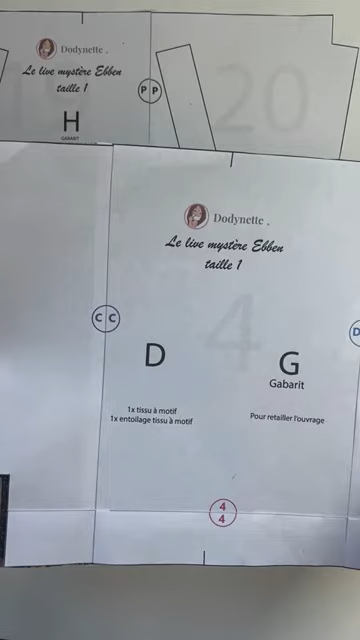 Dodynette .
Le live mystère Ebben
taille 1
H
GABARIT
P P
20
Dodynette .
Le live mystère Ebben
taille 1
C C
4
D
D
G
Gabarit
1x tissu à motif
1x entoilage tissu à motif
Pour retailler l'ouvrage
4
4